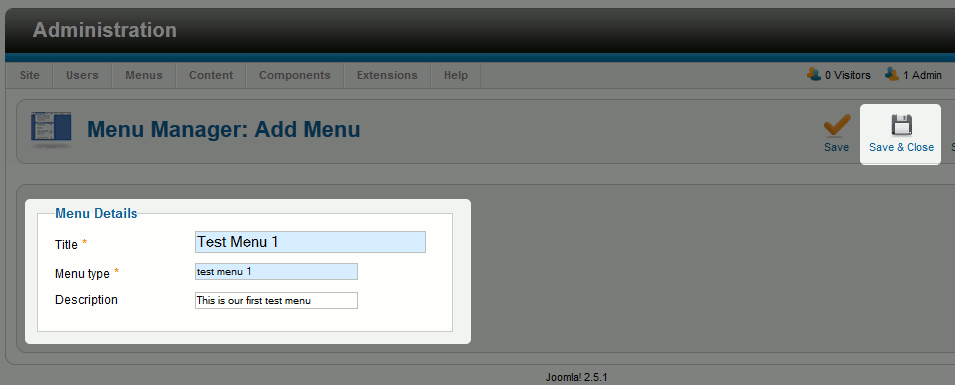 Administration
Site Users Menus Content Components Extensions Help 0 Visitors 1 Admin
Menu Manager: Add Menu
Save Save & Close S
Menu Details
Title * Test Menu 1
Menu type * test menu 1
Description This is our first test menu
Joomla! 2.5.1